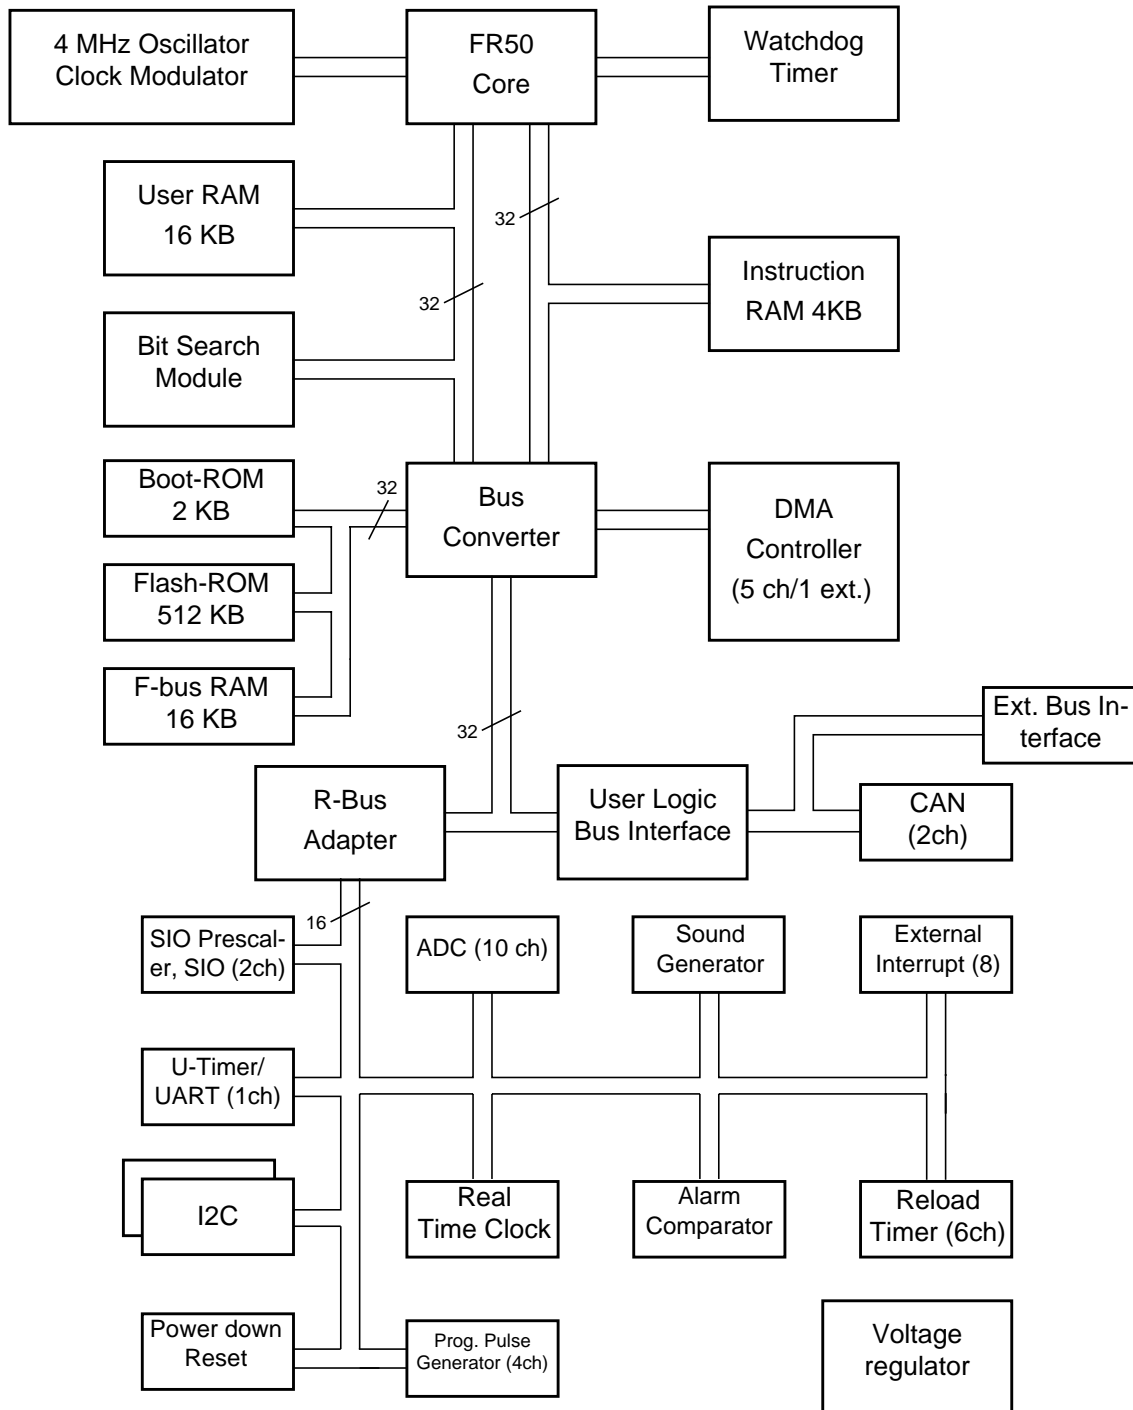 4 MHz Oscillator
Clock Modulator
FR50
Core
Watchdog
Timer
User RAM
16 KB
32
Instruction
RAM 4KB
32
Bit Search
Module
Boot-ROM
2 KB
32
Bus
Converter
DMA
Controller
(5 ch/1 ext.)
Flash-ROM
512 KB
F-bus RAM
16 KB
32
Ext. Bus In-
terface
R-Bus
Adapter
User Logic
Bus Interface
CAN
(2ch)
16
SIO Prescal-
er, SIO (2ch)
ADC (10 ch)
Sound
Generator
External
Interrupt (8)
U-Timer/
UART (1ch)
I2C
Real
Time Clock
Alarm
Comparator
Reload
Timer (6ch)
Power down
Reset
Prog. Pulse
Generator (4ch)
Voltage
regulator